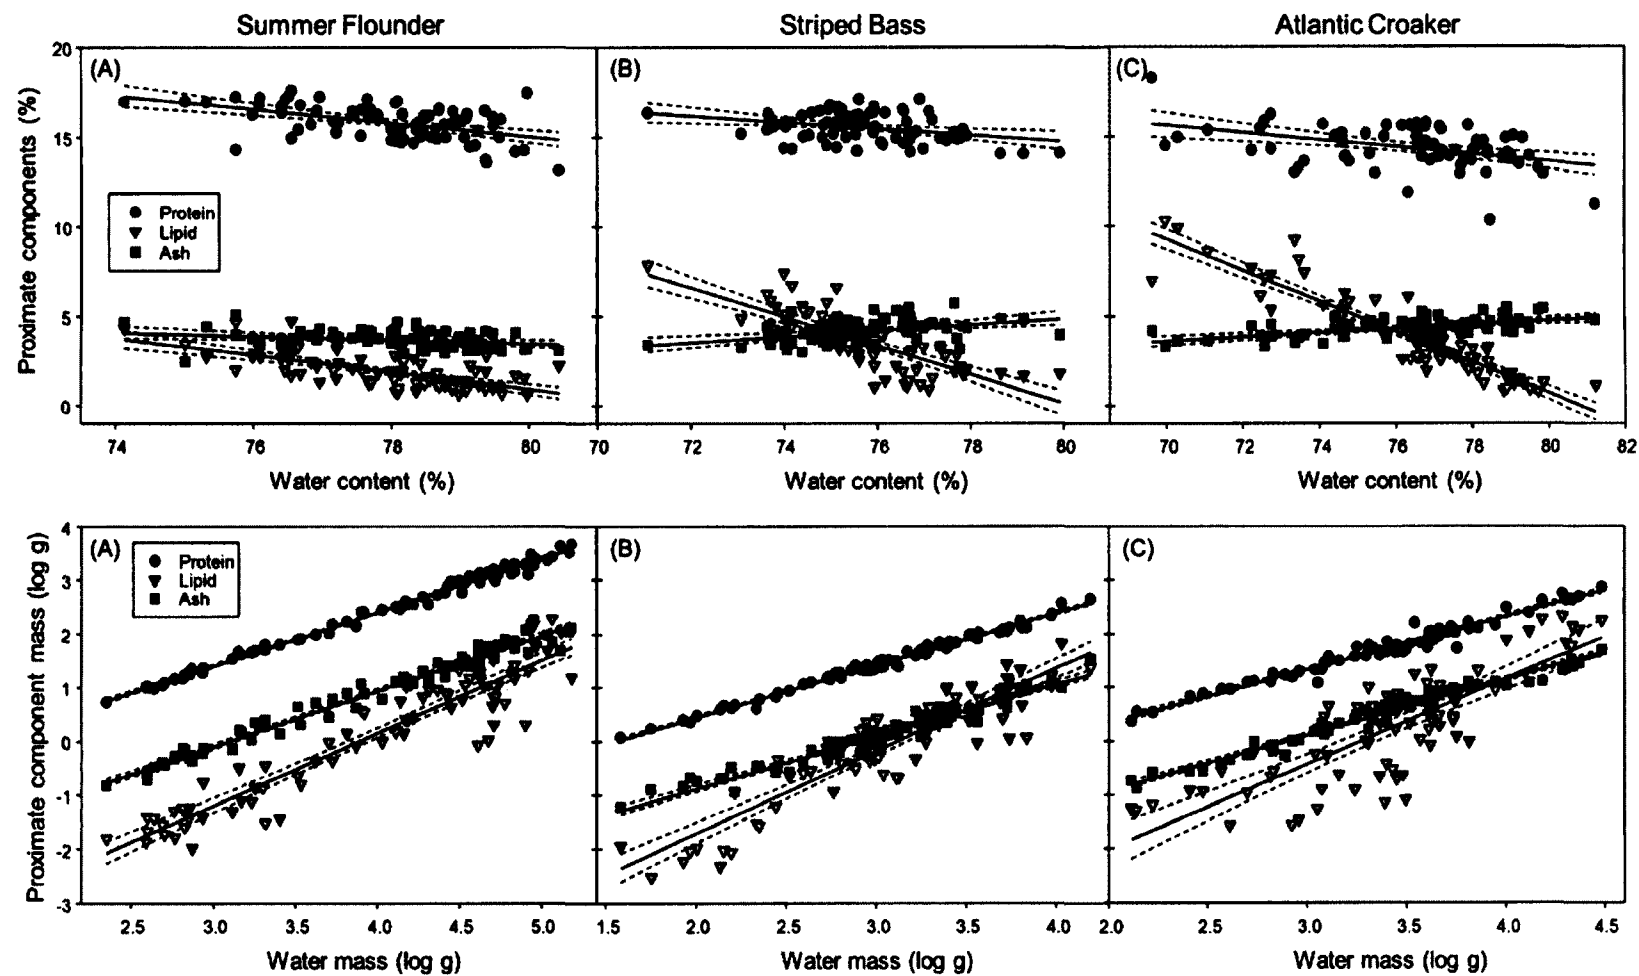 Summer Flounder Striped Bass Atlantic Croaker
(A) (B) (C)
20
15
10
5
0
Proximate components (%)
Protein
Lipid
Ash
74 76 78 80 70 72 74 76 78 80 70 72 74 76 78 80 82
Water content (%) Water content (%) Water content (%)
(A) (B) (C)
4
3
2
1
0
-1
-2
-3
Proximate component mass (log g)
Protein
Lipid
Ash
2.5 3.0 3.5 4.0 4.5 5.0 1.5 2.0 2.5 3.0 3.5 4.0 2.0 2.5 3.0 3.5 4.0 4.5
Water mass (log g) Water mass (log g) Water mass (log g)